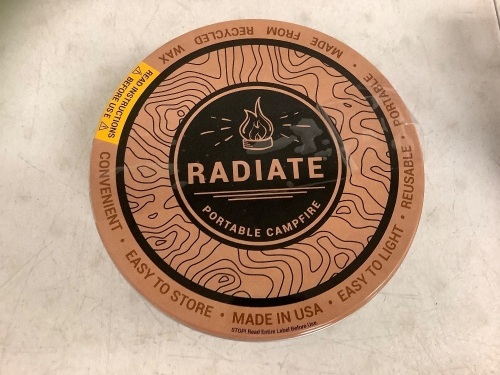 MADE FROM RECYCLED WAX
⚠ READ INSTRUCTIONS
BEFORE USE ⚠
RADIATE®
PORTABLE CAMPFIRE
CONVENIENT • EASY TO STORE • MADE IN USA • EASY TO LIGHT • REUSABLE • PORTABLE •
STOP! Read Entire Label Before Use.